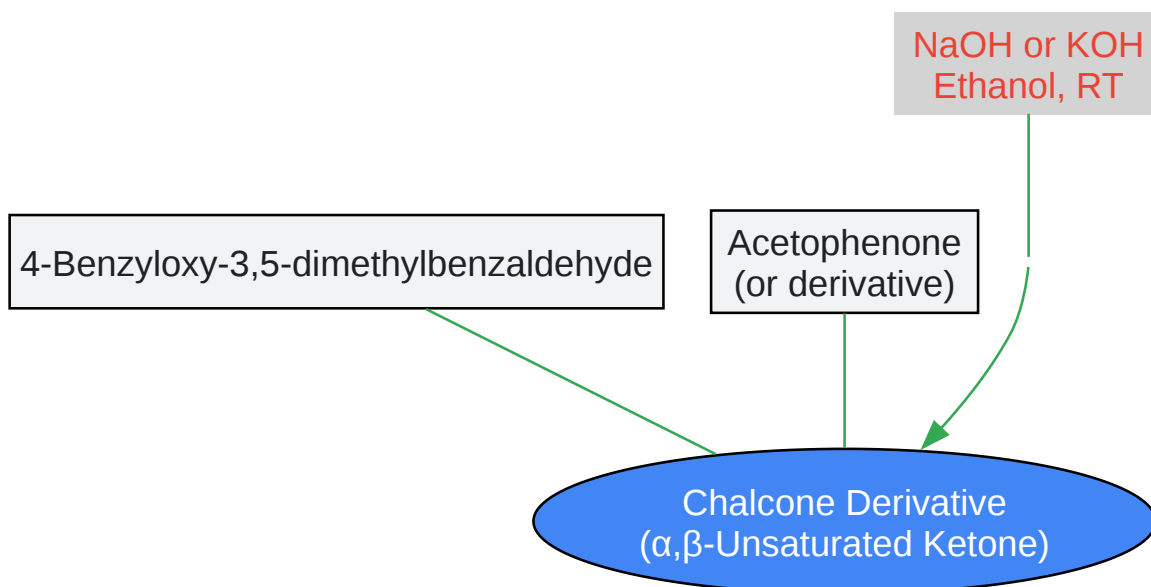 NaOH or KOH
Ethanol, RT
4-Benzyloxy-3,5-dimethylbenzaldehyde
Acetophenone
(or derivative)
Chalcone Derivative
(α,β-Unsaturated Ketone)